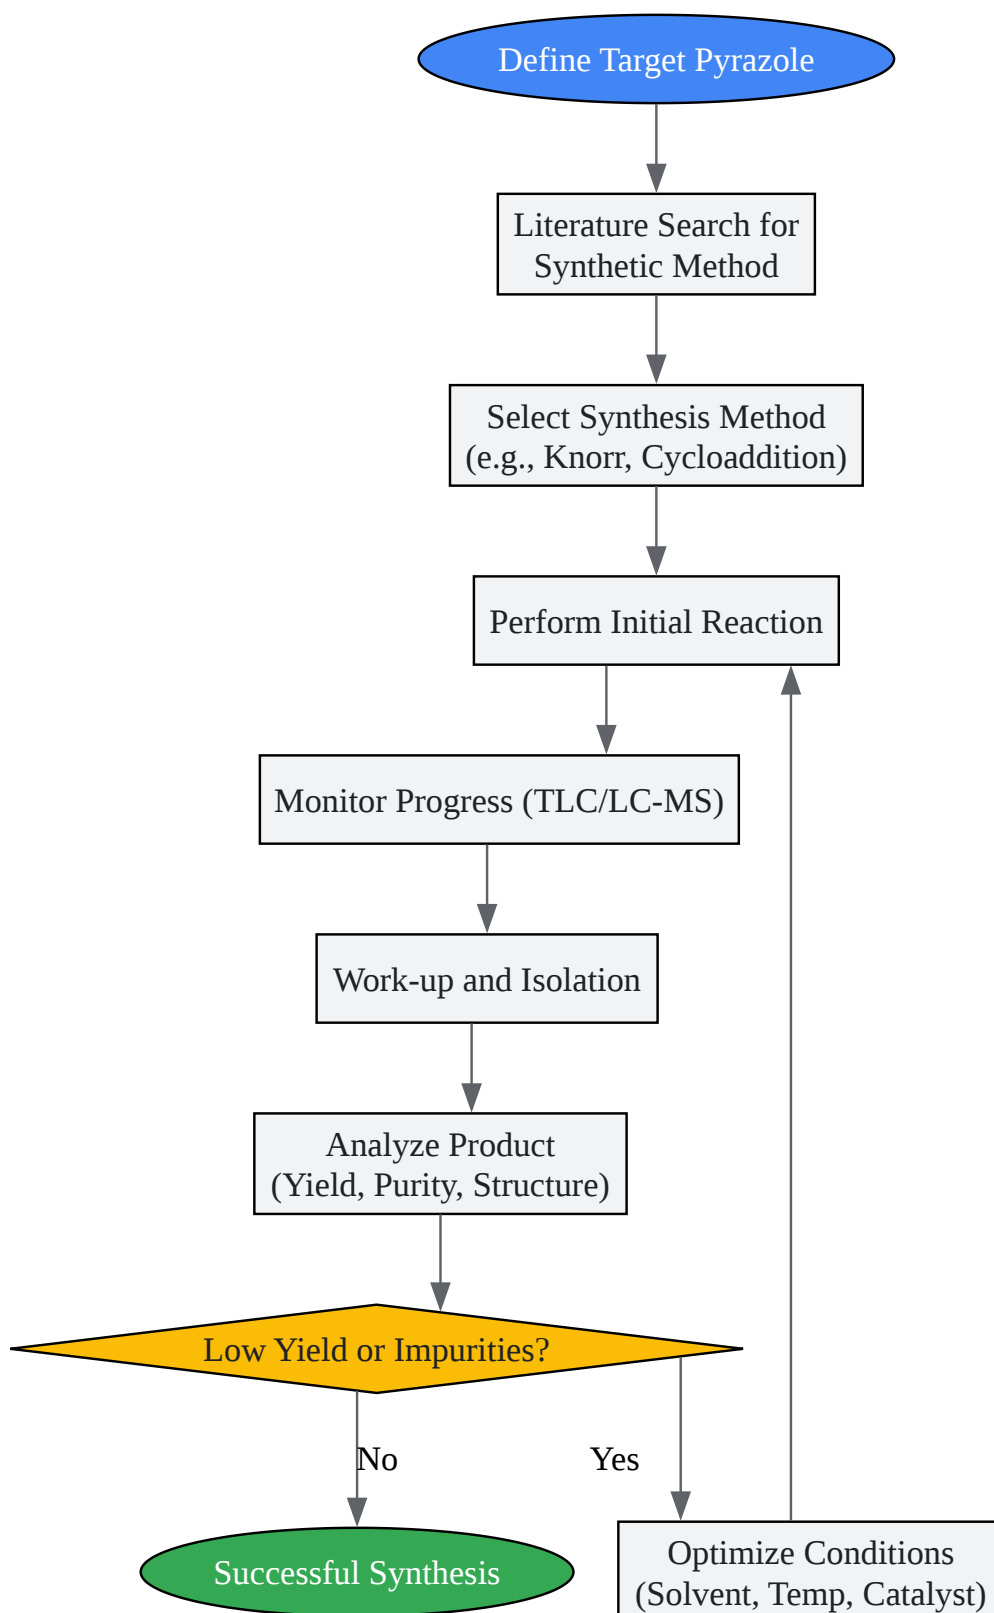 Define Target Pyrazole
Literature Search for
Synthetic Method
Select Synthesis Method
(e.g., Knorr, Cycloaddition)
Perform Initial Reaction
Monitor Progress (TLC/LC-MS)
Work-up and Isolation
Analyze Product
(Yield, Purity, Structure)
Low Yield or Impurities?
No
Yes
Successful Synthesis
Optimize Conditions
(Solvent, Temp, Catalyst)